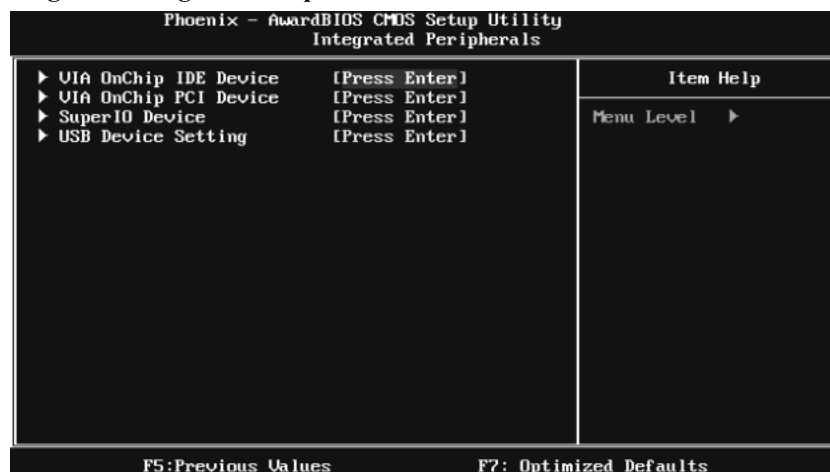 Phoenix - AwardBIOS CMOS Setup Utility
Integrated Peripherals
▶ VIA OnChip IDE Device [Press Enter]
▶ VIA OnChip PCI Device [Press Enter]
▶ SuperIO Device [Press Enter]
▶ USB Device Setting [Press Enter]
Item Help
Menu Level ▶
F5:Previous Values F7: Optimized Defaults